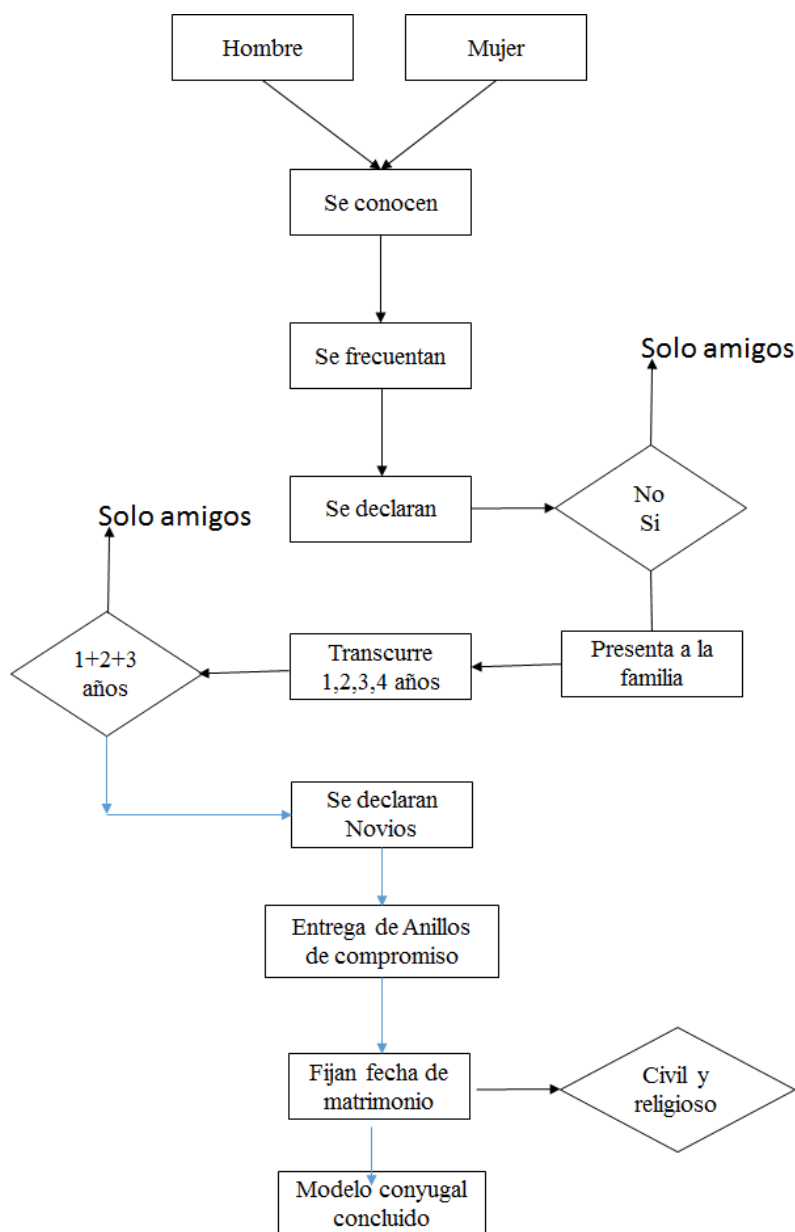 Hombre
Mujer
Se conocen
Se frecuentan
Solo amigos
Se declaran
No
Si
Solo amigos
Presenta a la
familia
Transcurre
1,2,3,4 años
1+2+3
años
Se declaran
Novios
Entrega de Anillos
de compromiso
Fijan fecha de
matrimonio
Civil y
religioso
Modelo conyugal
concluido